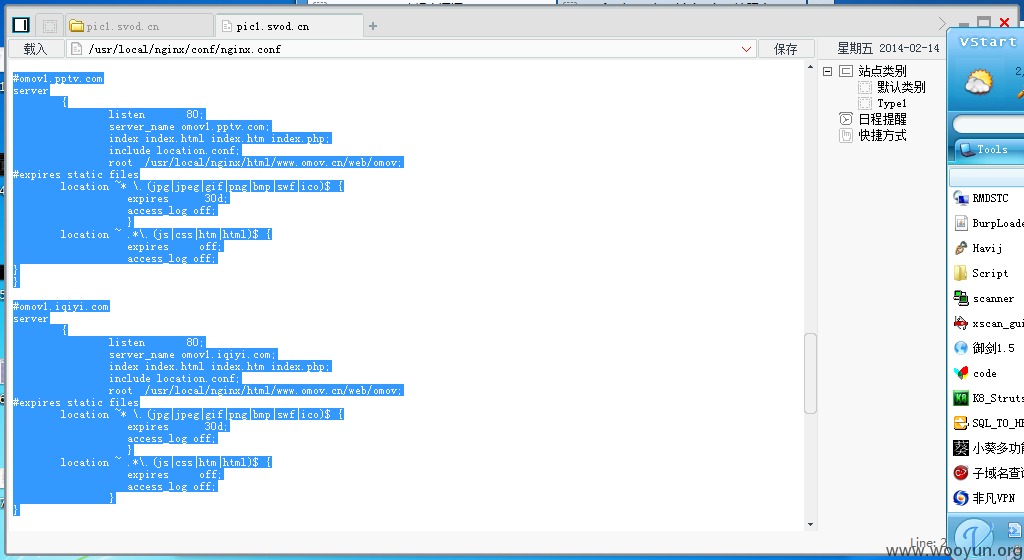 pic1.svod.cn
pic1.svod.cn
载入
/usr/local/nginx/conf/nginx.conf
保存
星期五 2014-02-14
#omov1.pptv.com
server
{
listen 80;
server_name omov1.pptv.com;
index index.html index.htm index.php;
include location.conf;
root /usr/local/nginx/html/www.omov.cn/web/omov;
#expires static files
location ~* \.(jpg|jpeg|gif|png|bmp|swf|ico)$ {
expires 30d;
access_log off;
}
location ~ .*\.(js|css|htm|html)$ {
expires off;
access_log off;
}
}
#omov1.iqiyi.com
server
{
listen 80;
server_name omov1.iqiyi.com;
index index.html index.htm index.php;
include location.conf;
root /usr/local/nginx/html/www.omov.cn/web/omov;
#expires static files
location ~* \.(jpg|jpeg|gif|png|bmp|swf|ico)$ {
expires 30d;
access_log off;
}
location ~ .*\.(js|css|htm|html)$ {
expires off;
access_log off;
}
}
站点类别
默认类别
Type1
日程提醒
快捷方式
vStart
Tools
RMDSTC
BurpLoade
Havij
Script
scanner
xscan_gui
御剑1.5
code
K8_Struts
SQL_TO_HE
小葵多功能
子域名查询
非凡VPN
Line: 2
www.wooyun.org